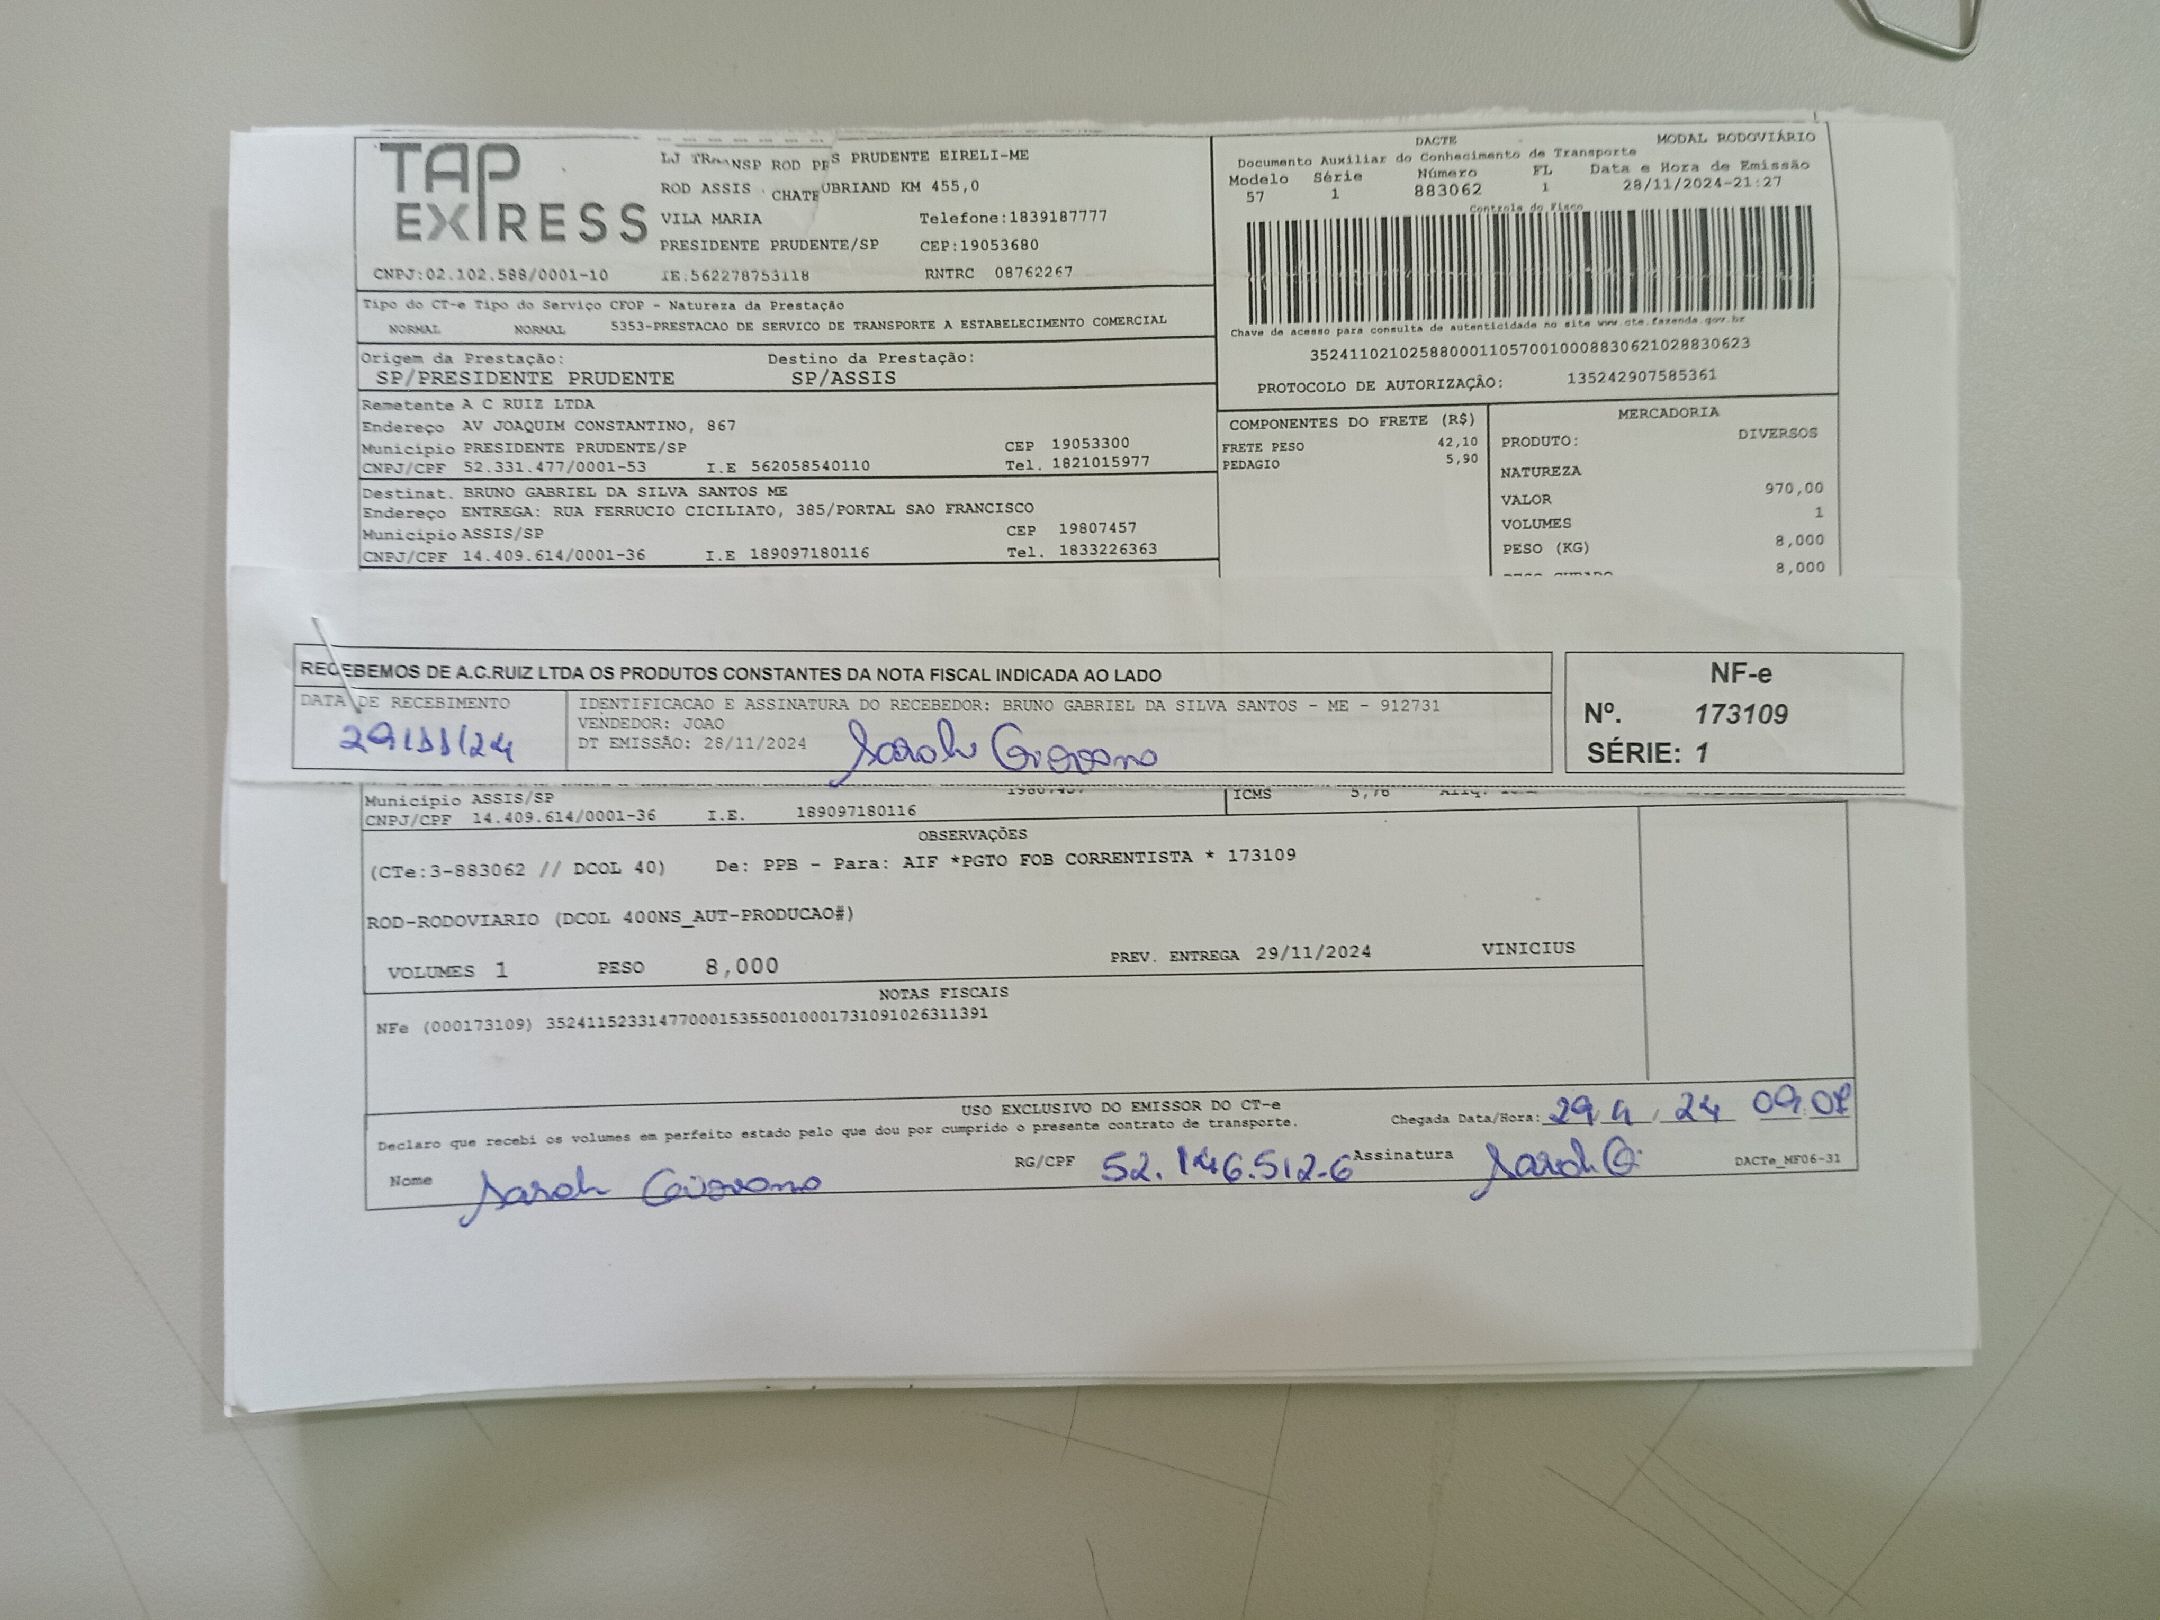 TAP
EXPRESS
LJ TRANSP ROD PRES PRUDENTE EIRELI-ME
ROD ASSIS CHATEUBRIAND KM 455,0
VILA MARIA Telefone:1839187777
PRESIDENTE PRUDENTE/SP CEP:19053680
CNPJ:02.102.588/0001-10 IE:562278753118 RNTRC 08762267
DACTE MODAL RODOVIÁRIO
Documento Auxiliar do Conhecimento de Transporte
Modelo Série Número FL Data e Hora de Emissão
57 1 883062 1 28/11/2024-21:27
Controle do Fisco
Chave de acesso para consulta de autenticidade no site www.cte.fazenda.gov.br
35241102102588000110570010008830621028830623
PROTOCOLO DE AUTORIZAÇÃO: 135242907585361
Tipo do CT-e Tipo do Serviço CFOP - Natureza da Prestação
NORMAL NORMAL 5353-PRESTACAO DE SERVICO DE TRANSPORTE A ESTABELECIMENTO COMERCIAL
Origem da Prestação: Destino da Prestação:
SP/PRESIDENTE PRUDENTE SP/ASSIS
Remetente A C RUIZ LTDA
Endereço AV JOAQUIM CONSTANTINO, 867
Município PRESIDENTE PRUDENTE/SP CEP 19053300
CNPJ/CPF 52.331.477/0001-53 I.E 562058540110 Tel. 1821015977
Destinat. BRUNO GABRIEL DA SILVA SANTOS ME
Endereço ENTREGA: RUA FERRUCIO CICILIATO, 385/PORTAL SAO FRANCISCO
Município ASSIS/SP CEP 19807457
CNPJ/CPF 14.409.614/0001-36 I.E 189097180116 Tel. 1833226363
COMPONENTES DO FRETE (R$)
FRETE PESO 42,10
PEDAGIO 5,90
MERCADORIA
PRODUTO: DIVERSOS
NATUREZA
VALOR 970,00
VOLUMES 1
PESO (KG) 8,000
8,000
RECEBEMOS DE A.C.RUIZ LTDA OS PRODUTOS CONSTANTES DA NOTA FISCAL INDICADA AO LADO
DATA DE RECEBIMENTO
29/11/24
IDENTIFICACAO E ASSINATURA DO RECEBEDOR: BRUNO GABRIEL DA SILVA SANTOS - ME - 912731
VENDEDOR: JOAO
DT EMISSÃO: 28/11/2024 Sarah Giovana
NF-e
Nº. 173109
SÉRIE: 1
Município ASSIS/SP
CNPJ/CPF 14.409.614/0001-36 I.E. 189097180116
ICMS 5,76
OBSERVAÇÕES
(CTe:3-883062 // DCOL 40) De: PPB - Para: AIF *PGTO FOB CORRENTISTA * 173109
ROD-RODOVIARIO (DCOL 400NS_AUT-PRODUCAO#)
VOLUMES 1 PESO 8,000 PREV. ENTREGA 29/11/2024 VINICIUS
NOTAS FISCAIS
NFe (000173109) 35241152331477000153550010001731091026311391
USO EXCLUSIVO DO EMISSOR DO CT-e
Declaro que recebi os volumes em perfeito estado pelo que dou por cumprido o presente contrato de transporte.
Chegada Data/Hora: 29 11 24 09:08
Nome Sarah Giovana RG/CPF 52.146.512-6 Assinatura Sarah G. DACTe_MF06-31